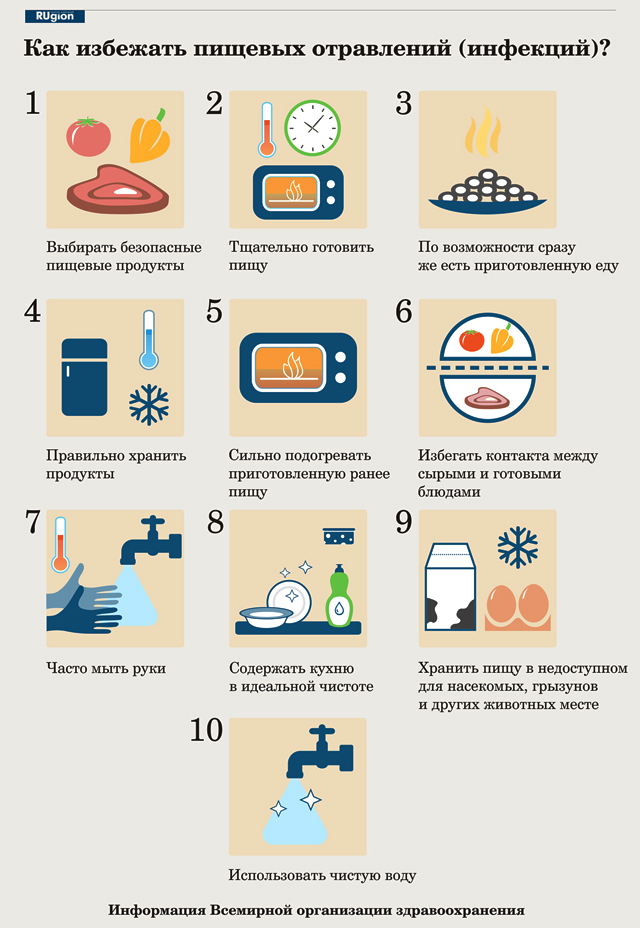 RUgion
Как избежать пищевых отравлений (инфекций)?
1
Выбирать безопасные
пищевые продукты
2
Тщательно готовить
пищу
3
По возможности сразу
же есть приготовленную еду
4
Правильно хранить
продукты
5
Сильно подогревать
приготовленную ранее
пищу
6
Избегать контакта между
сырыми и готовыми
блюдами
7
Часто мыть руки
8
Содержать кухню
в идеальной чистоте
9
Хранить пищу в недоступном
для насекомых, грызунов
и других животных месте
10
Использовать чистую воду
Информация Всемирной организации здравоохранения